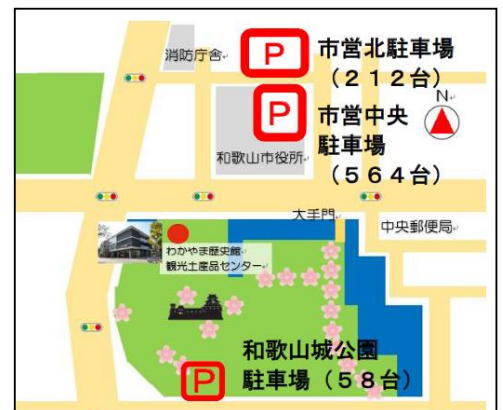 消防庁舎
P
市営北駐車場
(212台)
P
市営中央
駐車場
(564台)
N
和歌山市役所
大手門
中央郵便局
わかやま歴史館
観光土産品センター
和歌山城公園
駐車場(58台)
P